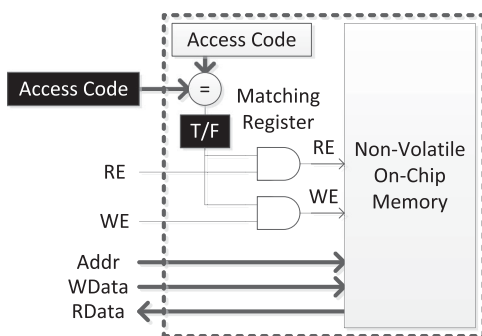 Access Code
Access Code
=
Matching
Register
T/F
RE
RE
WE
WE
Non-Volatile
On-Chip
Memory
Addr
WData
RData